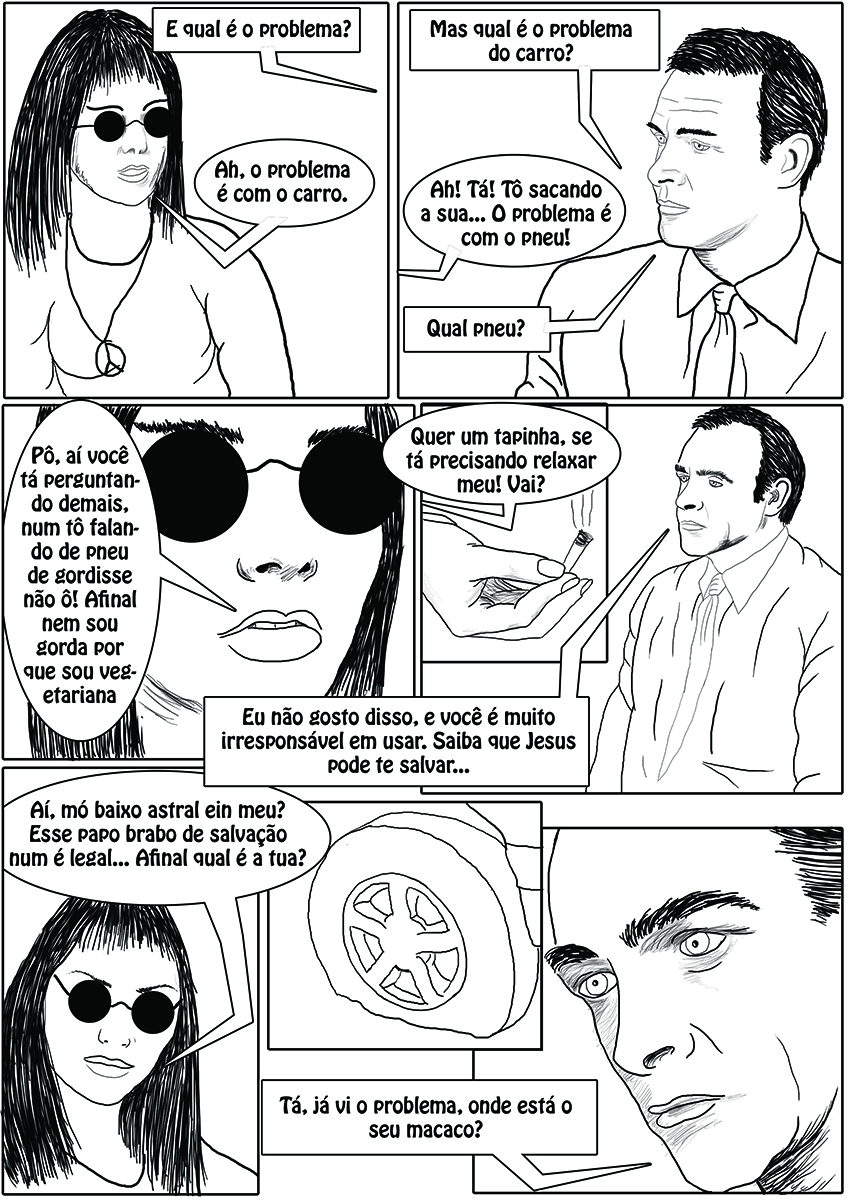 E qual é o problema?
Ah, o problema
é com o carro.
Mas qual é o problema
do carro?
Ah! Tá! Tô sacando
a sua... O problema é
com o pneu!
Qual pneu?
Pô, aí você
tá perguntan-
do demais,
num tô falan-
do de pneu
de gordisse
não ô! Afinal
nem sou
gorda por
que sou veg-
etariana
Quer um tapinha, se
tá precisando relaxar
meu! Vai?
Eu não gosto disso, e você é muito
irresponsável em usar. Saiba que Jesus
pode te salvar...
Aí, mó baixo astral ein meu?
Esse papo brabo de salvação
num é legal... Afinal qual é a tua?
Tá, já vi o problema, onde está o
seu macaco?